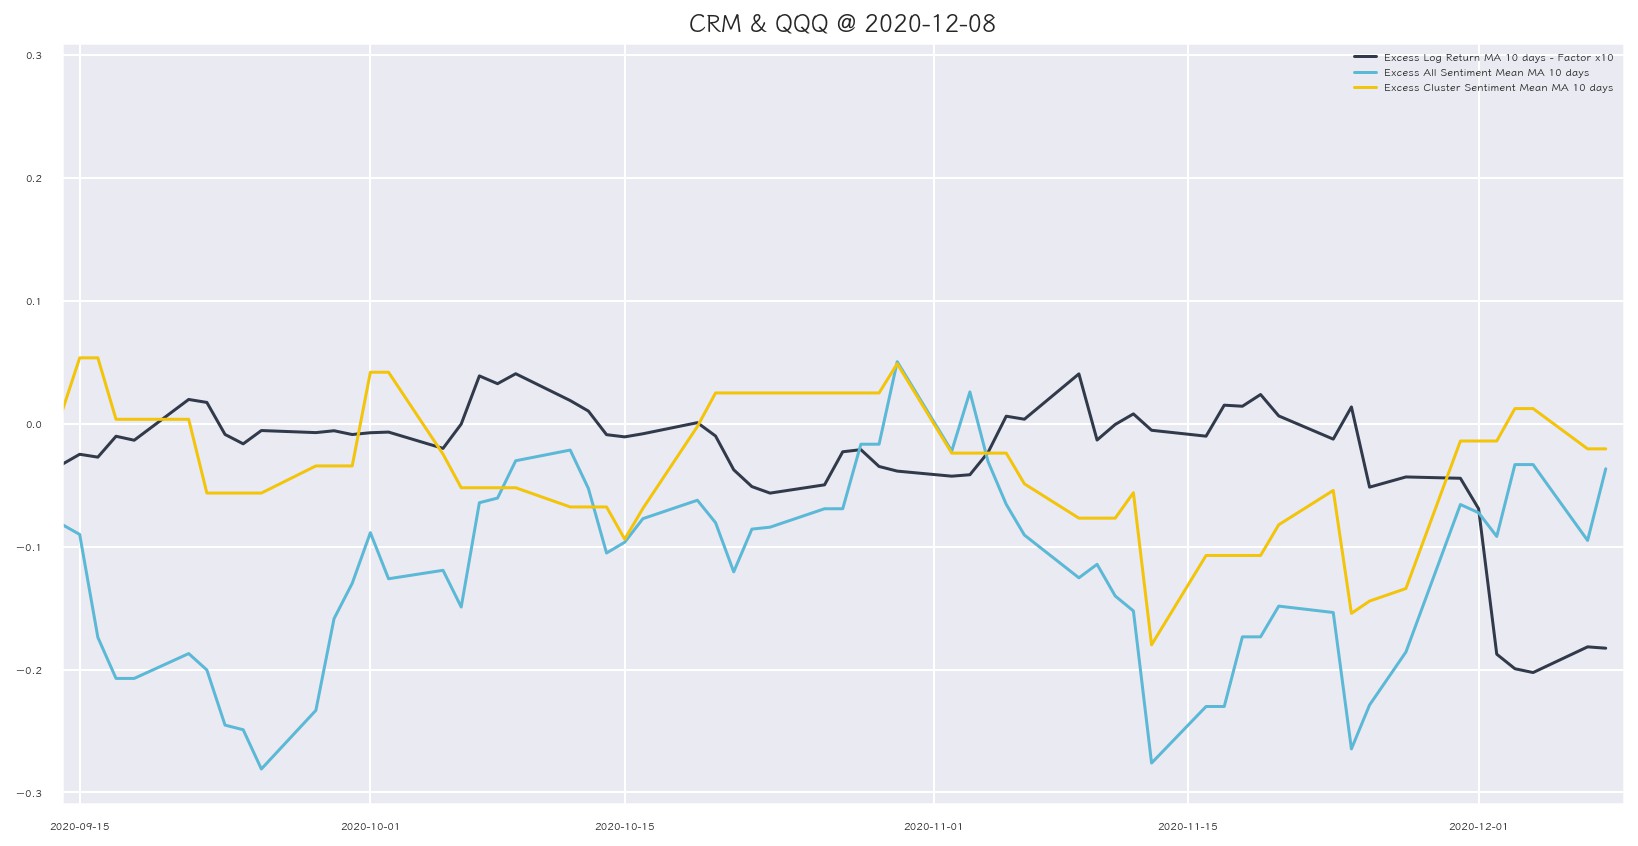 CRM & QQQ @ 2020-12-08
Excess Log Return MA 10 days - Factor x10
Excess All Sentiment Mean MA 10 days
Excess Cluster Sentiment Mean MA 10 days
0.3
0.2
0.1
0.0
−0.1
−0.2
−0.3
2020-09-15 2020-10-01 2020-10-15 2020-11-01 2020-11-15 2020-12-01